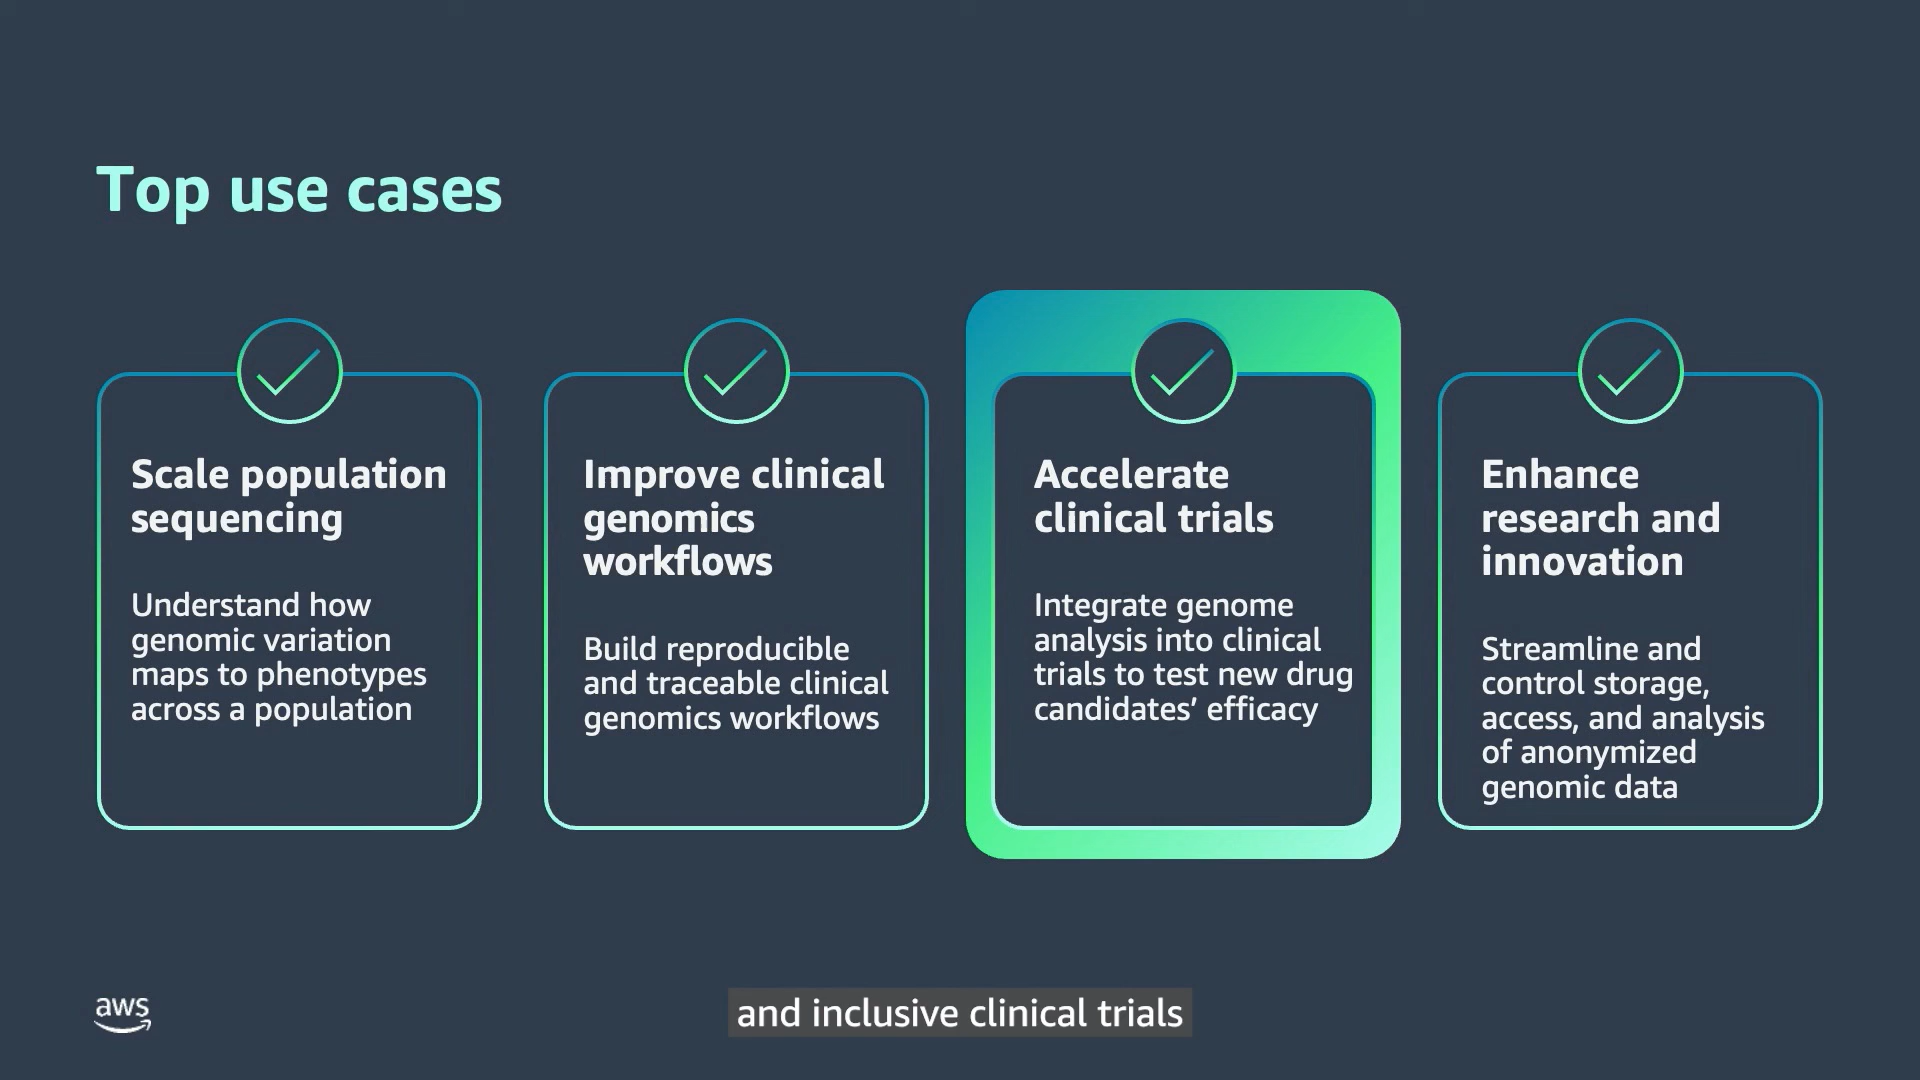 Top use cases
Scale population
sequencing
Understand how
genomic variation
maps to phenotypes
across a population
Improve clinical
genomics
workflows
Build reproducible
and traceable clinical
genomics workflows
Accelerate
clinical trials
Integrate genome
analysis into clinical
trials to test new drug
candidates’ efficacy
Enhance
research and
innovation
Streamline and
control storage,
access, and analysis
of anonymized
genomic data
aws
and inclusive clinical trials